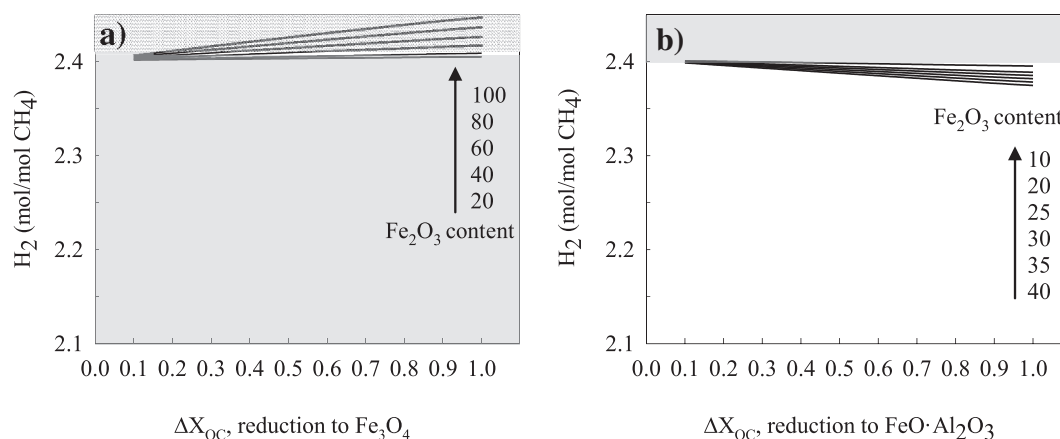 a)
H2 (mol/mol CH4)
2.4
2.3
2.2
2.1
100
80
60
40
20
Fe2O3 content
0.0 0.1 0.2 0.3 0.4 0.5 0.6 0.7 0.8 0.9 1.0
ΔXOC, reduction to Fe3O4
b)
H2 (mol/mol CH4)
2.4
2.3
2.2
2.1
Fe2O3 content
10
20
25
30
35
40
0.0 0.1 0.2 0.3 0.4 0.5 0.6 0.7 0.8 0.9 1.0
ΔXOC, reduction to FeO·Al2O3